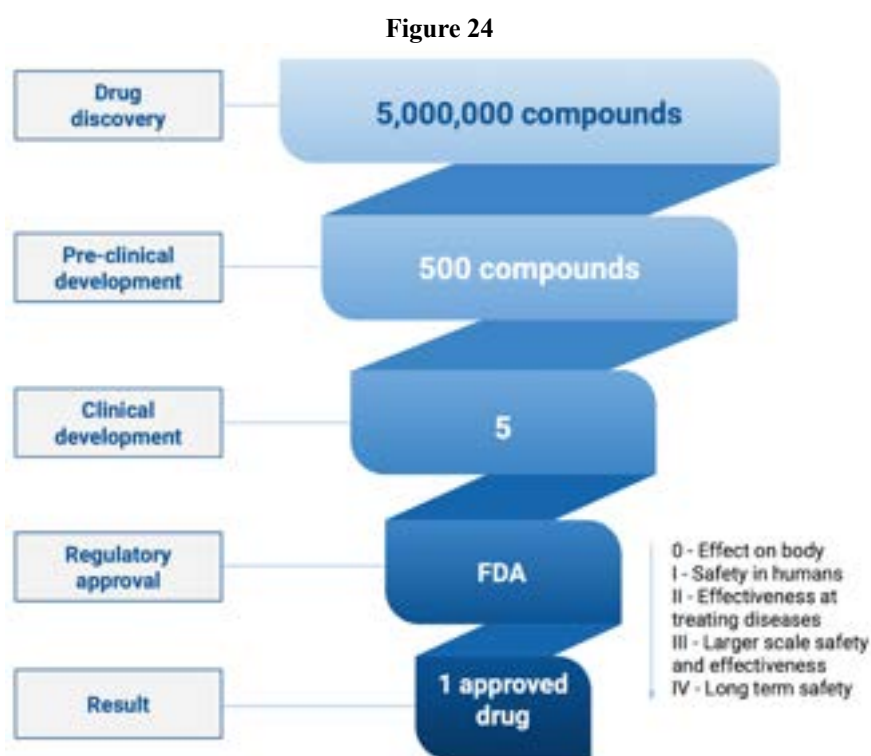 Figure 24
Drug
discovery
5,000,000 compounds
Pre-clinical
development
500 compounds
Clinical
development
5
Regulatory
approval
FDA
0 - Effect on body
I - Safety in humans
II - Effectiveness at
treating diseases
III - Larger scale safety
and effectiveness
IV - Long term safety
Result
1 approved
drug